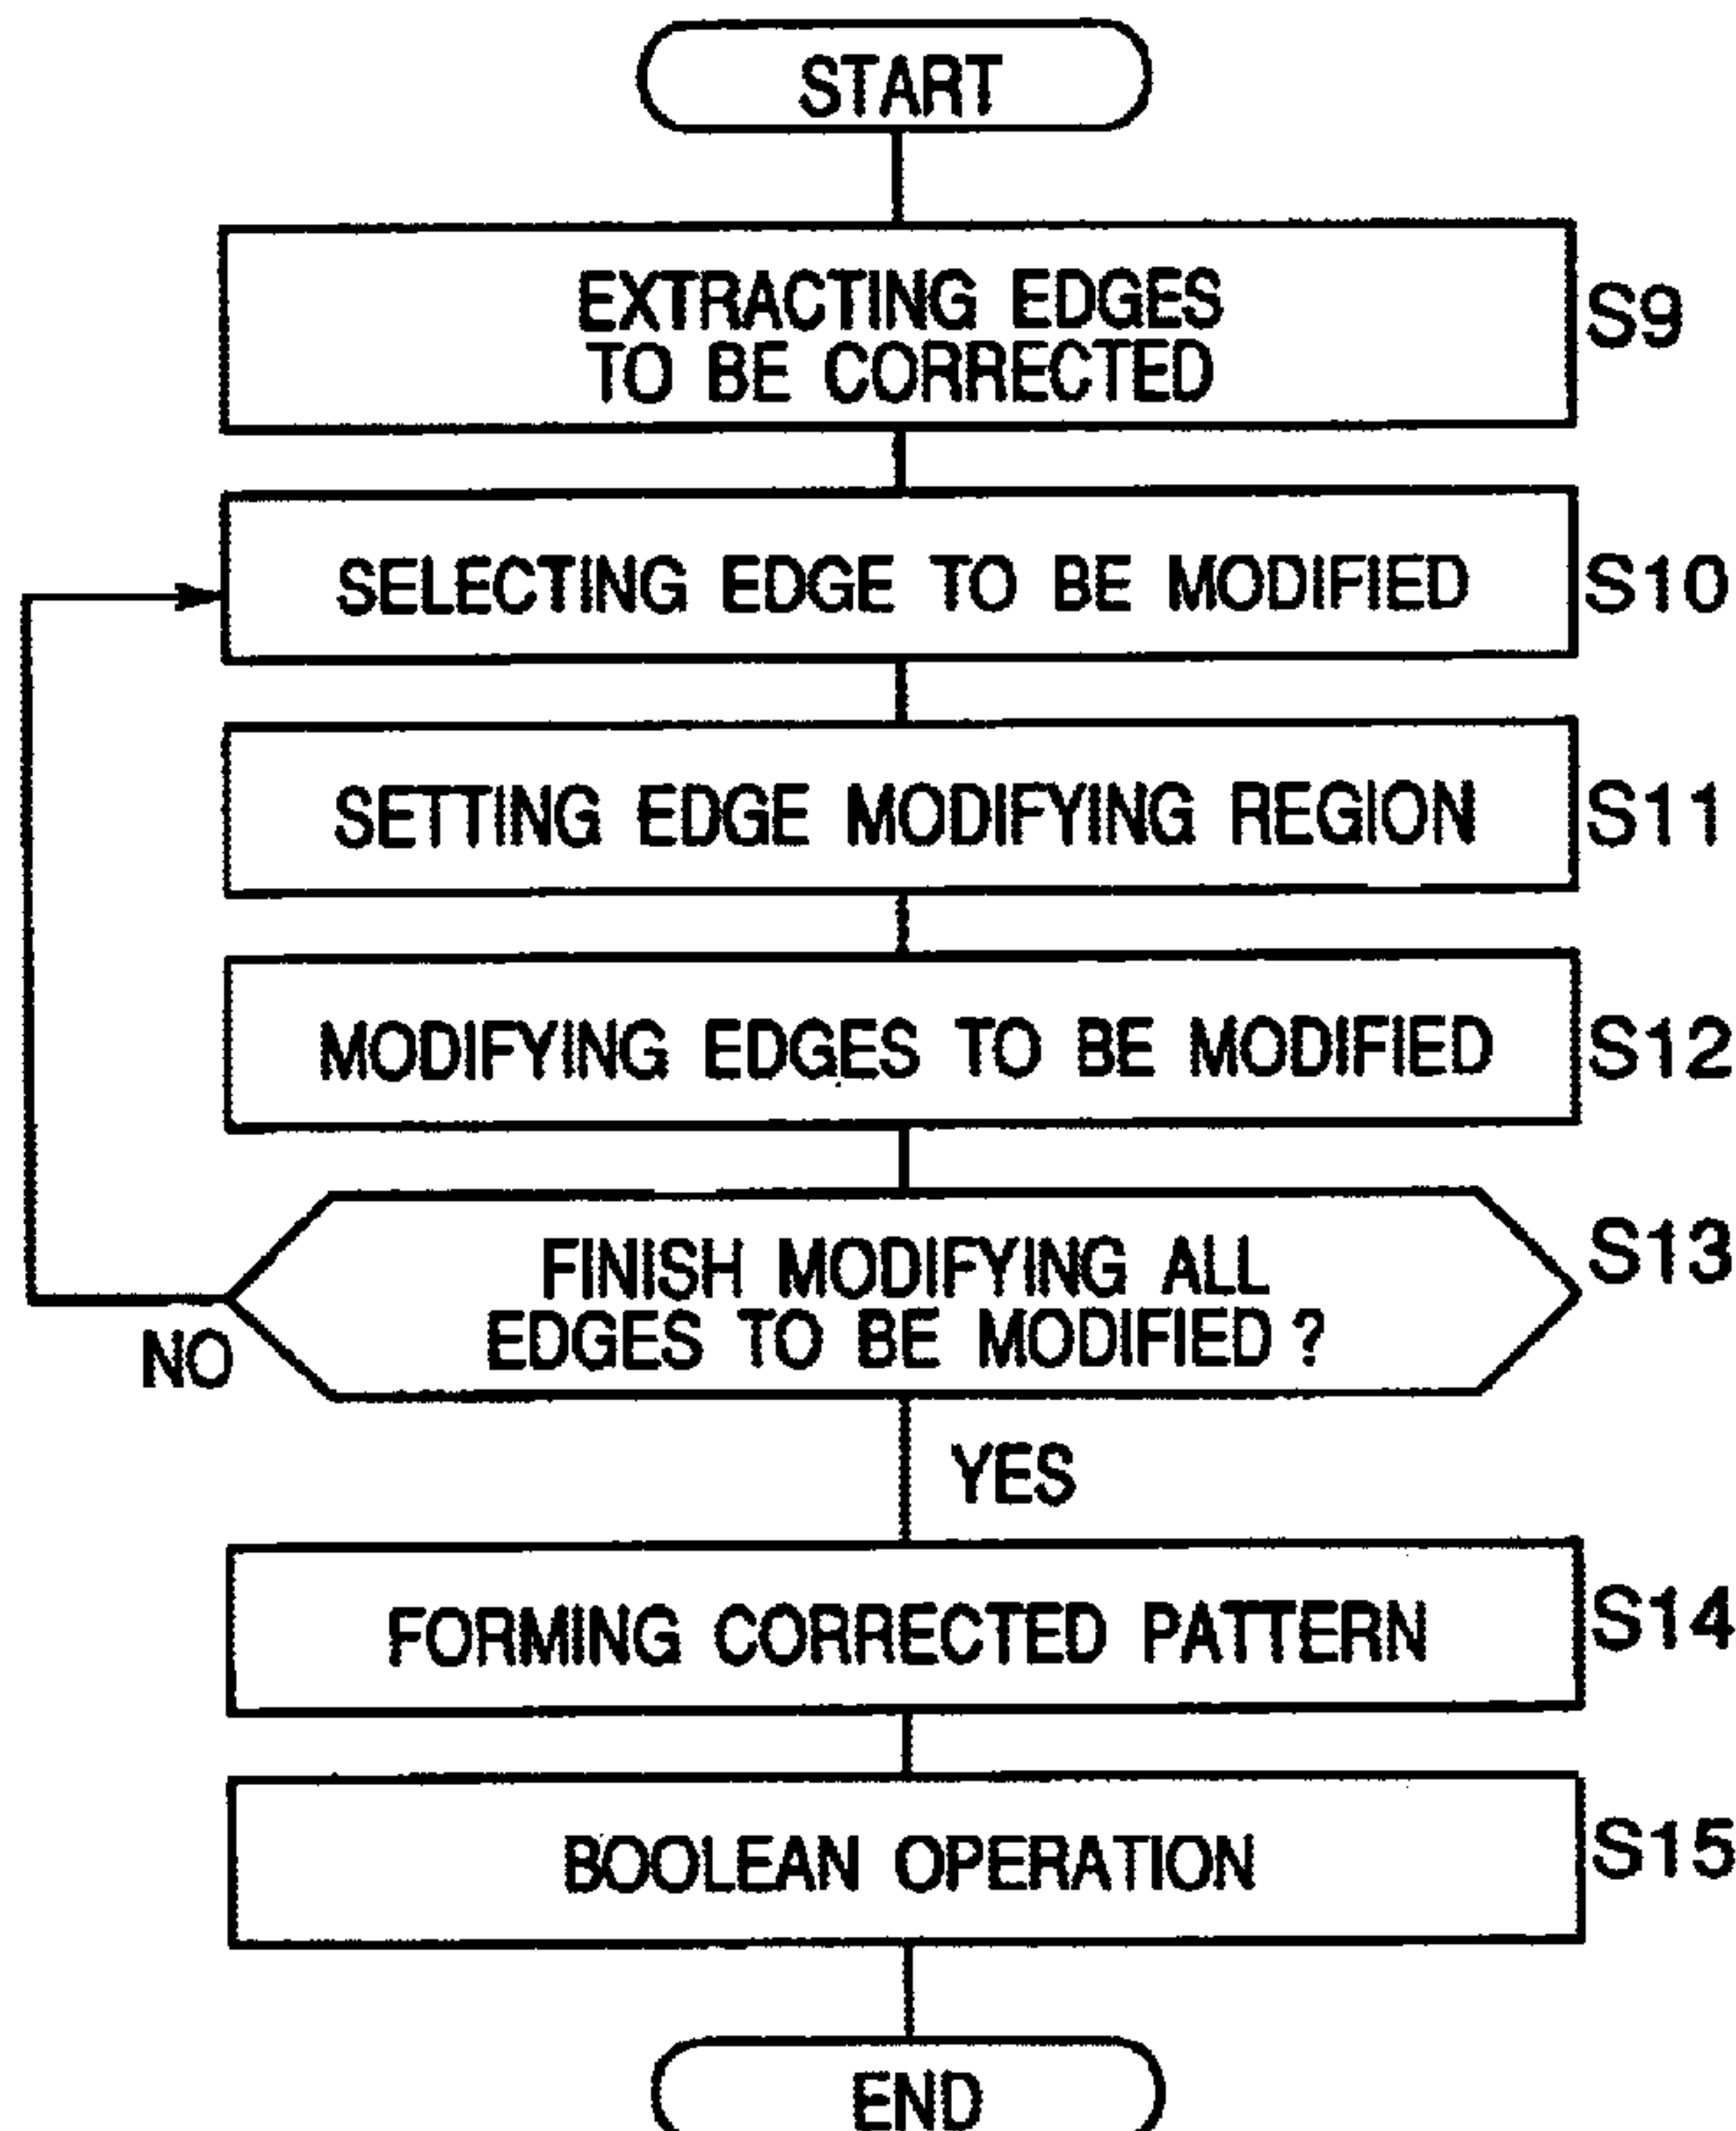 START
EXTRACTING EDGES
TO BE CORRECTED
S9
SELECTING EDGE TO BE MODIFIED
S10
SETTING EDGE MODIFYING REGION
S11
MODIFYING EDGES TO BE MODIFIED
S12
FINISH MODIFYING ALL
EDGES TO BE MODIFIED ?
S13
NO
YES
FORMING CORRECTED PATTERN
S14
BOOLEAN OPERATION
S15
END